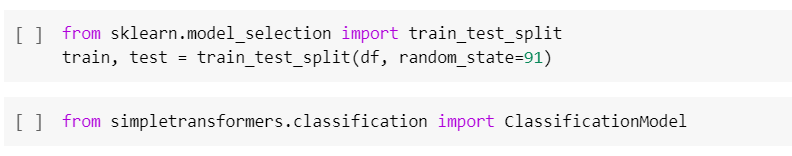 [ ] from sklearn.model_selection import train_test_split
train, test = train_test_split(df, random_state=91)
[ ] from simpletransformers.classification import ClassificationModel